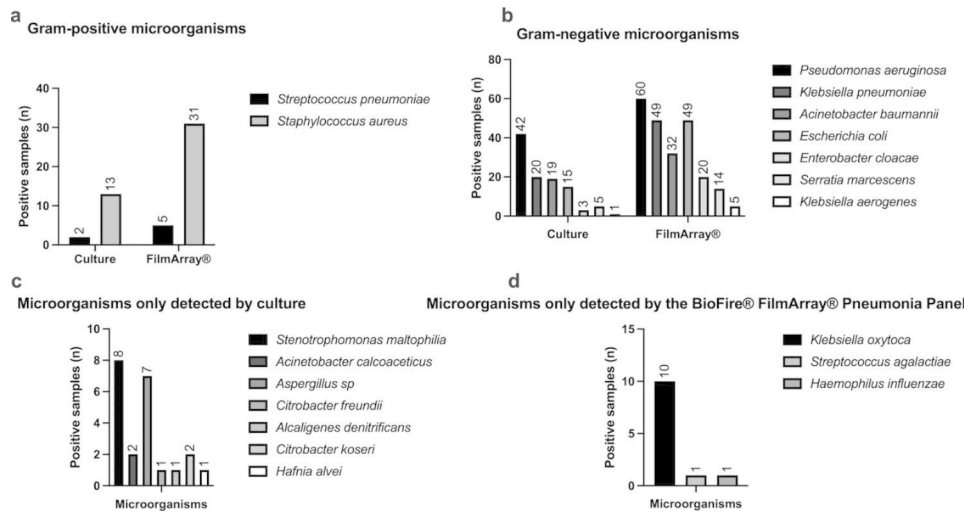 a
Gram-positive microorganisms
Positive samples (n)
40
30
20
10
0
2
13
5
31
Culture
FilmArray®
Streptococcus pneumoniae
Staphylococcus aureus
b
Gram-negative microorganisms
Positive samples (n)
80
60
40
20
0
42
20
19
15
3
5
1
60
49
32
49
20
14
5
Culture
FilmArray®
Pseudomonas aeruginosa
Klebsiella pneumoniae
Acinetobacter baumannii
Escherichia coli
Enterobacter cloacae
Serratia marcescens
Klebsiella aerogenes
c
Microorganisms only detected by culture
Positive samples (n)
10
8
6
4
2
0
8
2
7
1
1
2
1
Microorganisms
Stenotrophomonas maltophilia
Acinetobacter calcoaceticus
Aspergillus sp
Citrobacter freundii
Alcaligenes denitrificans
Citrobacter koseri
Hafnia alvei
d
Microorganisms only detected by the BioFire® FilmArray® Pneumonia Panel
Positive samples (n)
15
10
5
0
10
1
1
Microorganisms
Klebsiella oxytoca
Streptococcus agalactiae
Haemophilus influenzae